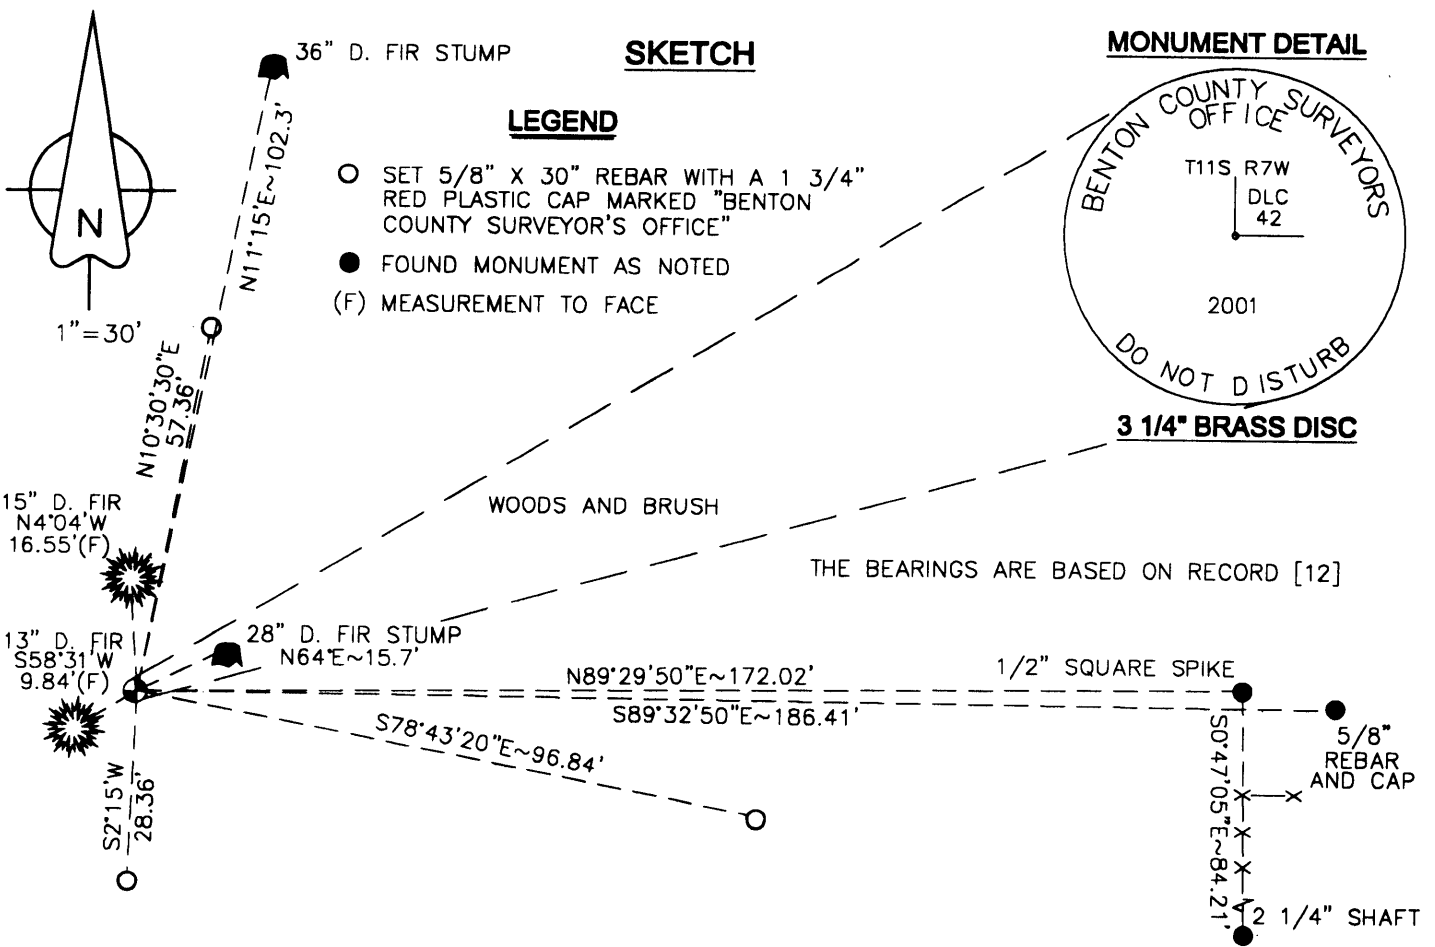 36" D. FIR STUMP
SKETCH
MONUMENT DETAIL
LEGEND
SET 5/8" X 30" REBAR WITH A 1 3/4"
RED PLASTIC CAP MARKED "BENTON
COUNTY SURVEYOR'S OFFICE"
FOUND MONUMENT AS NOTED
(F) MEASUREMENT TO FACE
N
1"=30'
N11°15'E~102.3'
BENTON COUNTY SURVEYORS
OFFICE
T11S R7W
DLC
42
2001
DO NOT DISTURB
3 1/4" BRASS DISC
N10°30'30"E
57.36'
15" D. FIR
N4°04'W
16.55'(F)
WOODS AND BRUSH
THE BEARINGS ARE BASED ON RECORD [12]
13" D. FIR
S58°31'W
9.84'(F)
28" D. FIR STUMP
N64°E~15.7'
N89°29'50"E~172.02'
1/2" SQUARE SPIKE
S89°32'50"E~186.41'
S78°43'20"E~96.84'
5/8"
REBAR
AND CAP
S0°47'05"E~84.21'
S2°15'W
28.36'
2 1/4" SHAFT